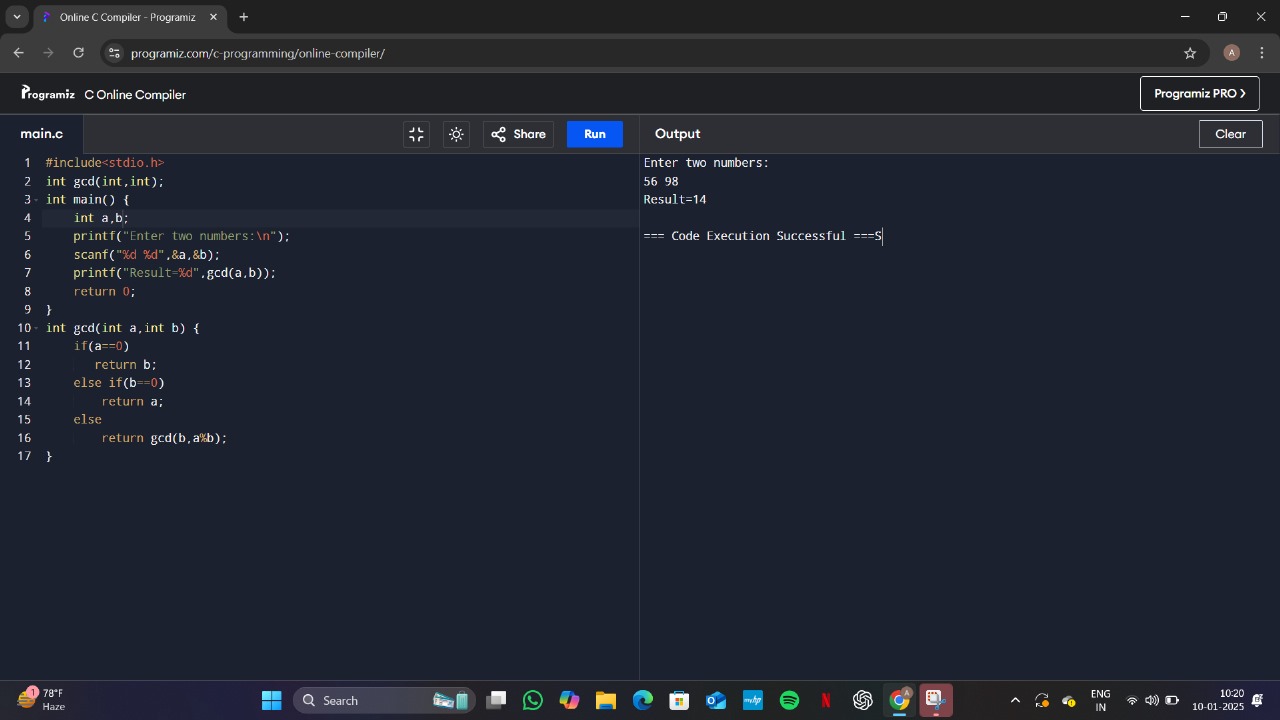 Online C Compiler - Programiz
programiz.com/c-programming/online-compiler/
A
Programiz C Online Compiler
Programiz PRO >
main.c
Share
Run
Output
Clear
1 #include<stdio.h>
2 int gcd(int,int);
3 int main() {
4 int a,b;
5 printf("Enter two numbers:\n");
6 scanf("%d %d",&a,&b);
7 printf("Result=%d",gcd(a,b));
8 return 0;
9 }
10 int gcd(int a,int b) {
11 if(a==0)
12 return b;
13 else if(b==0)
14 return a;
15 else
16 return gcd(b,a%b);
17 }
Enter two numbers:
56 98
Result=14
=== Code Execution Successful ===S
1
78°F
Haze
Search
myhp
N
A
ENG
IN
10:20
10-01-2025